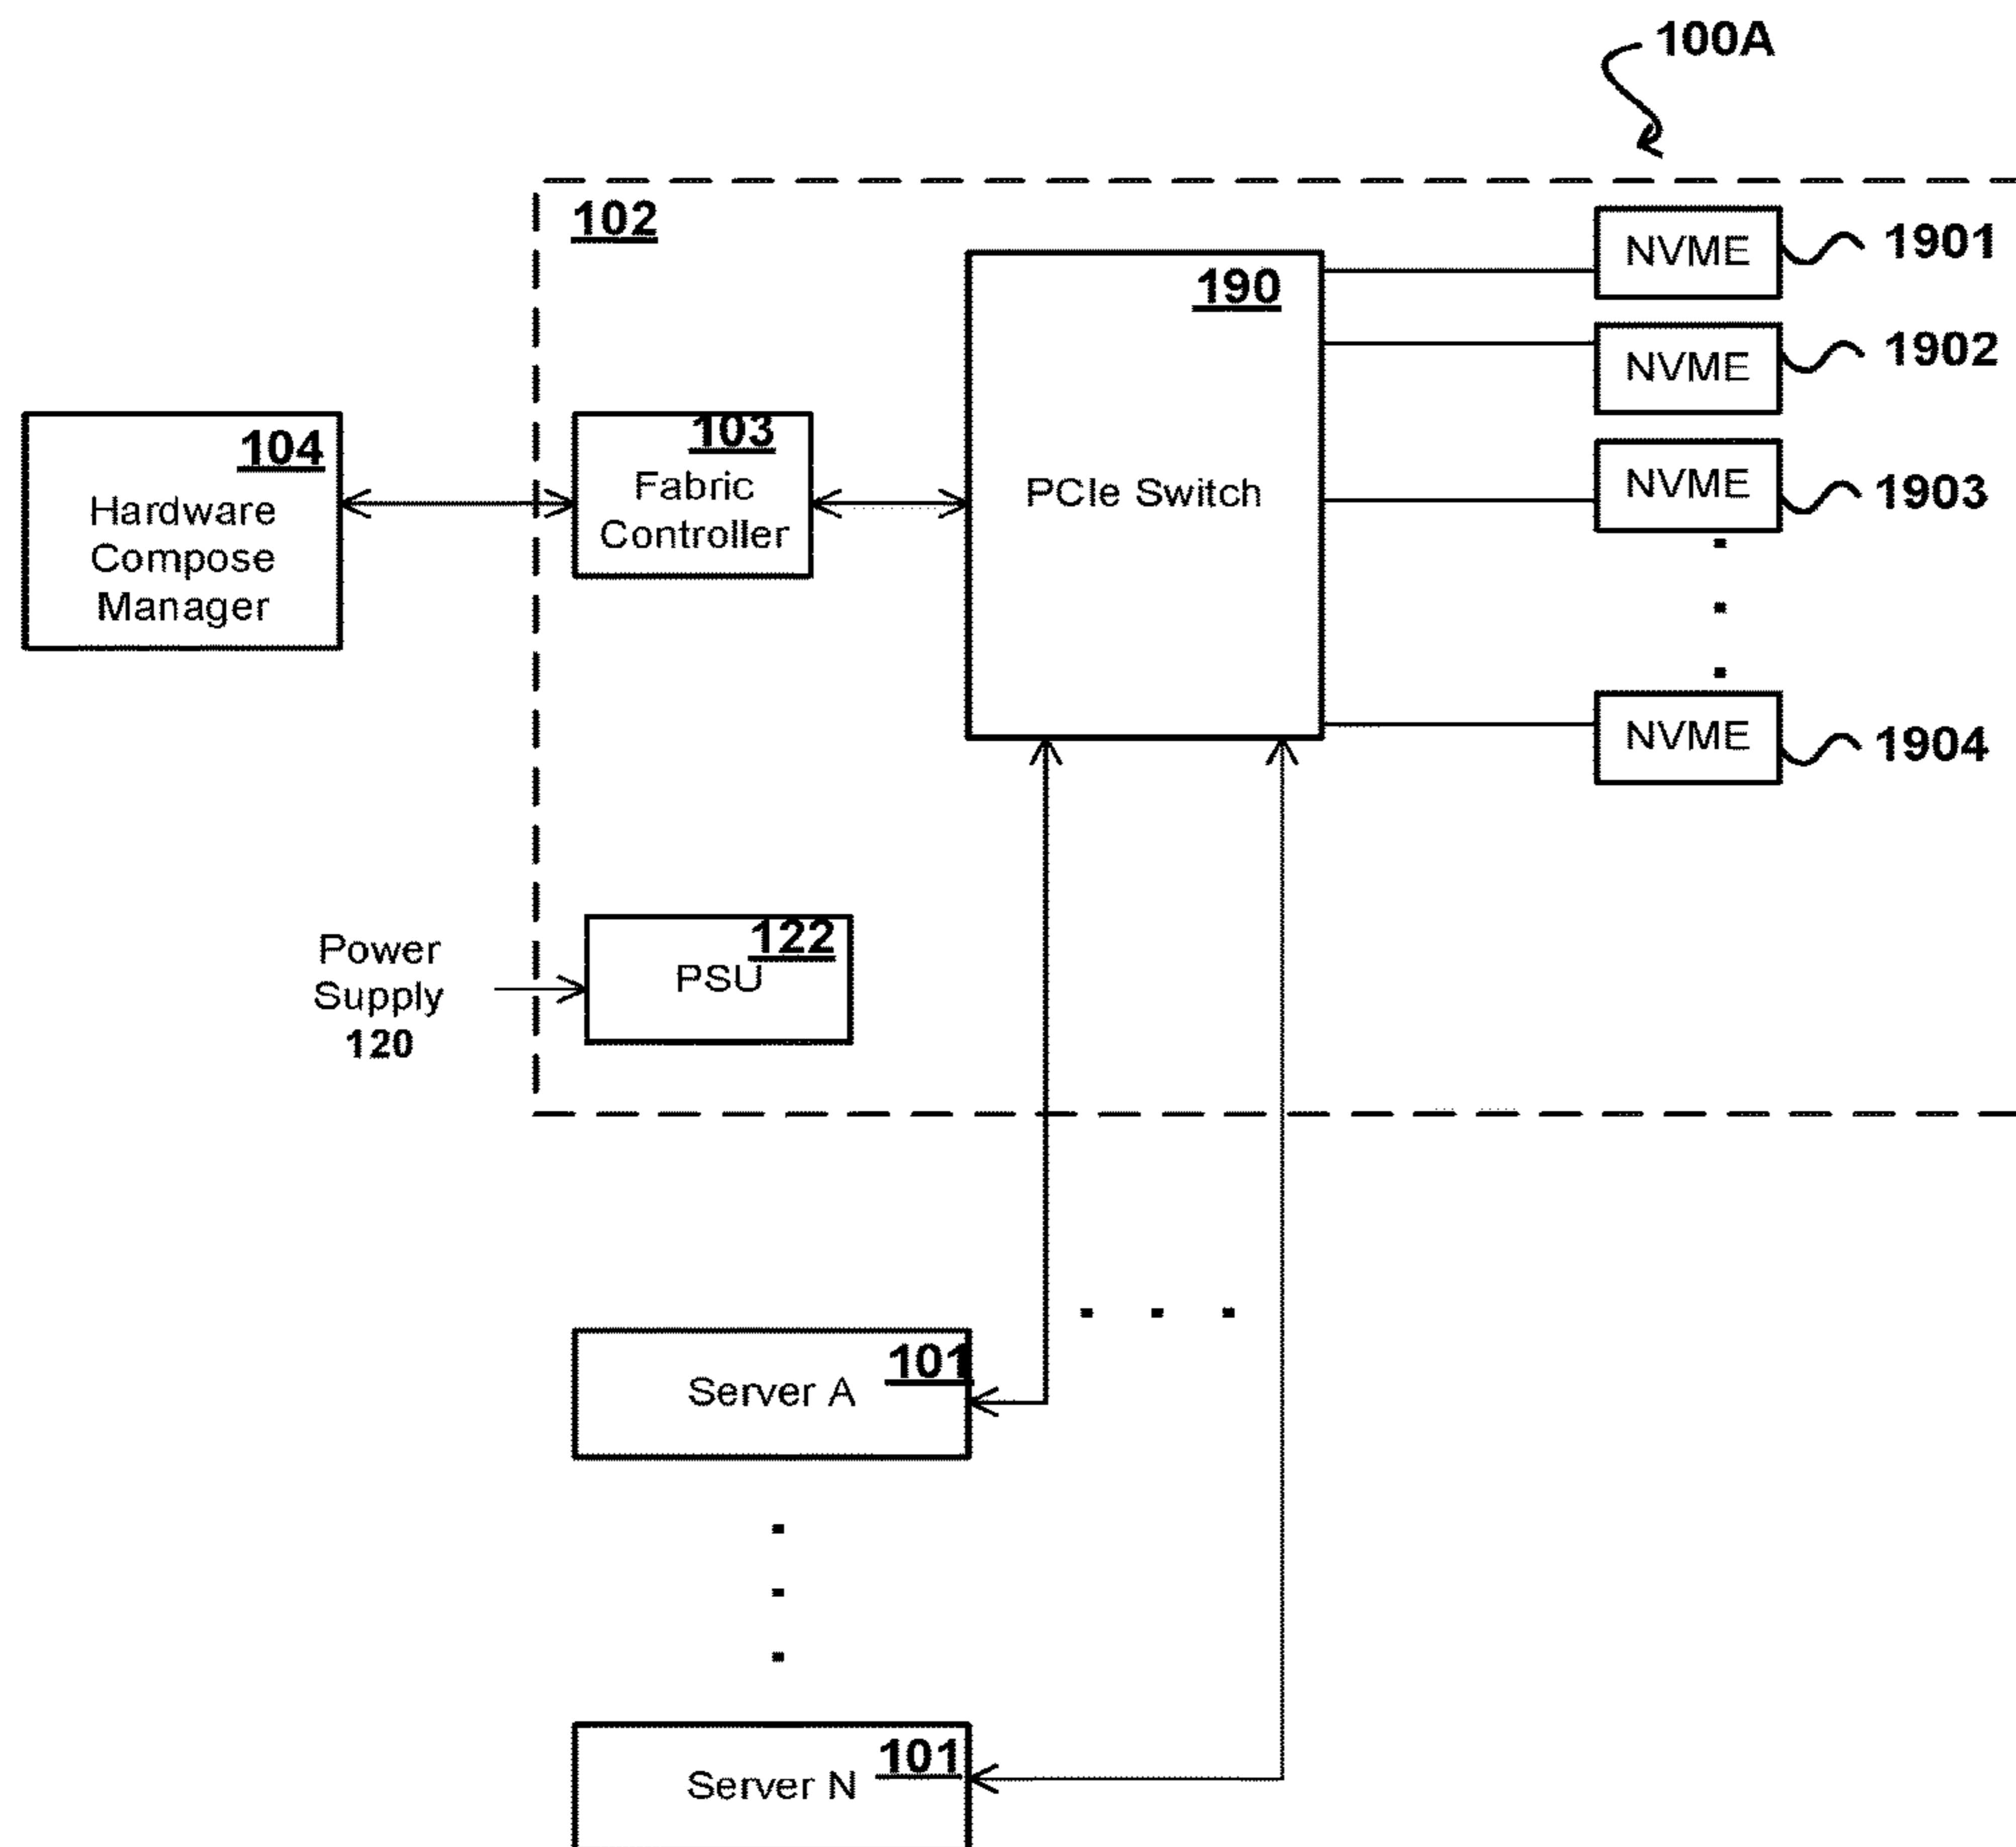 100A
102
190
NVME
1901
NVME
1902
103
Fabric
Controller
104
Hardware
Compose
Manager
PCIe Switch
NVME
1903
NVME
1904
Power
Supply
120
122
PSU
101
Server A
101
Server N